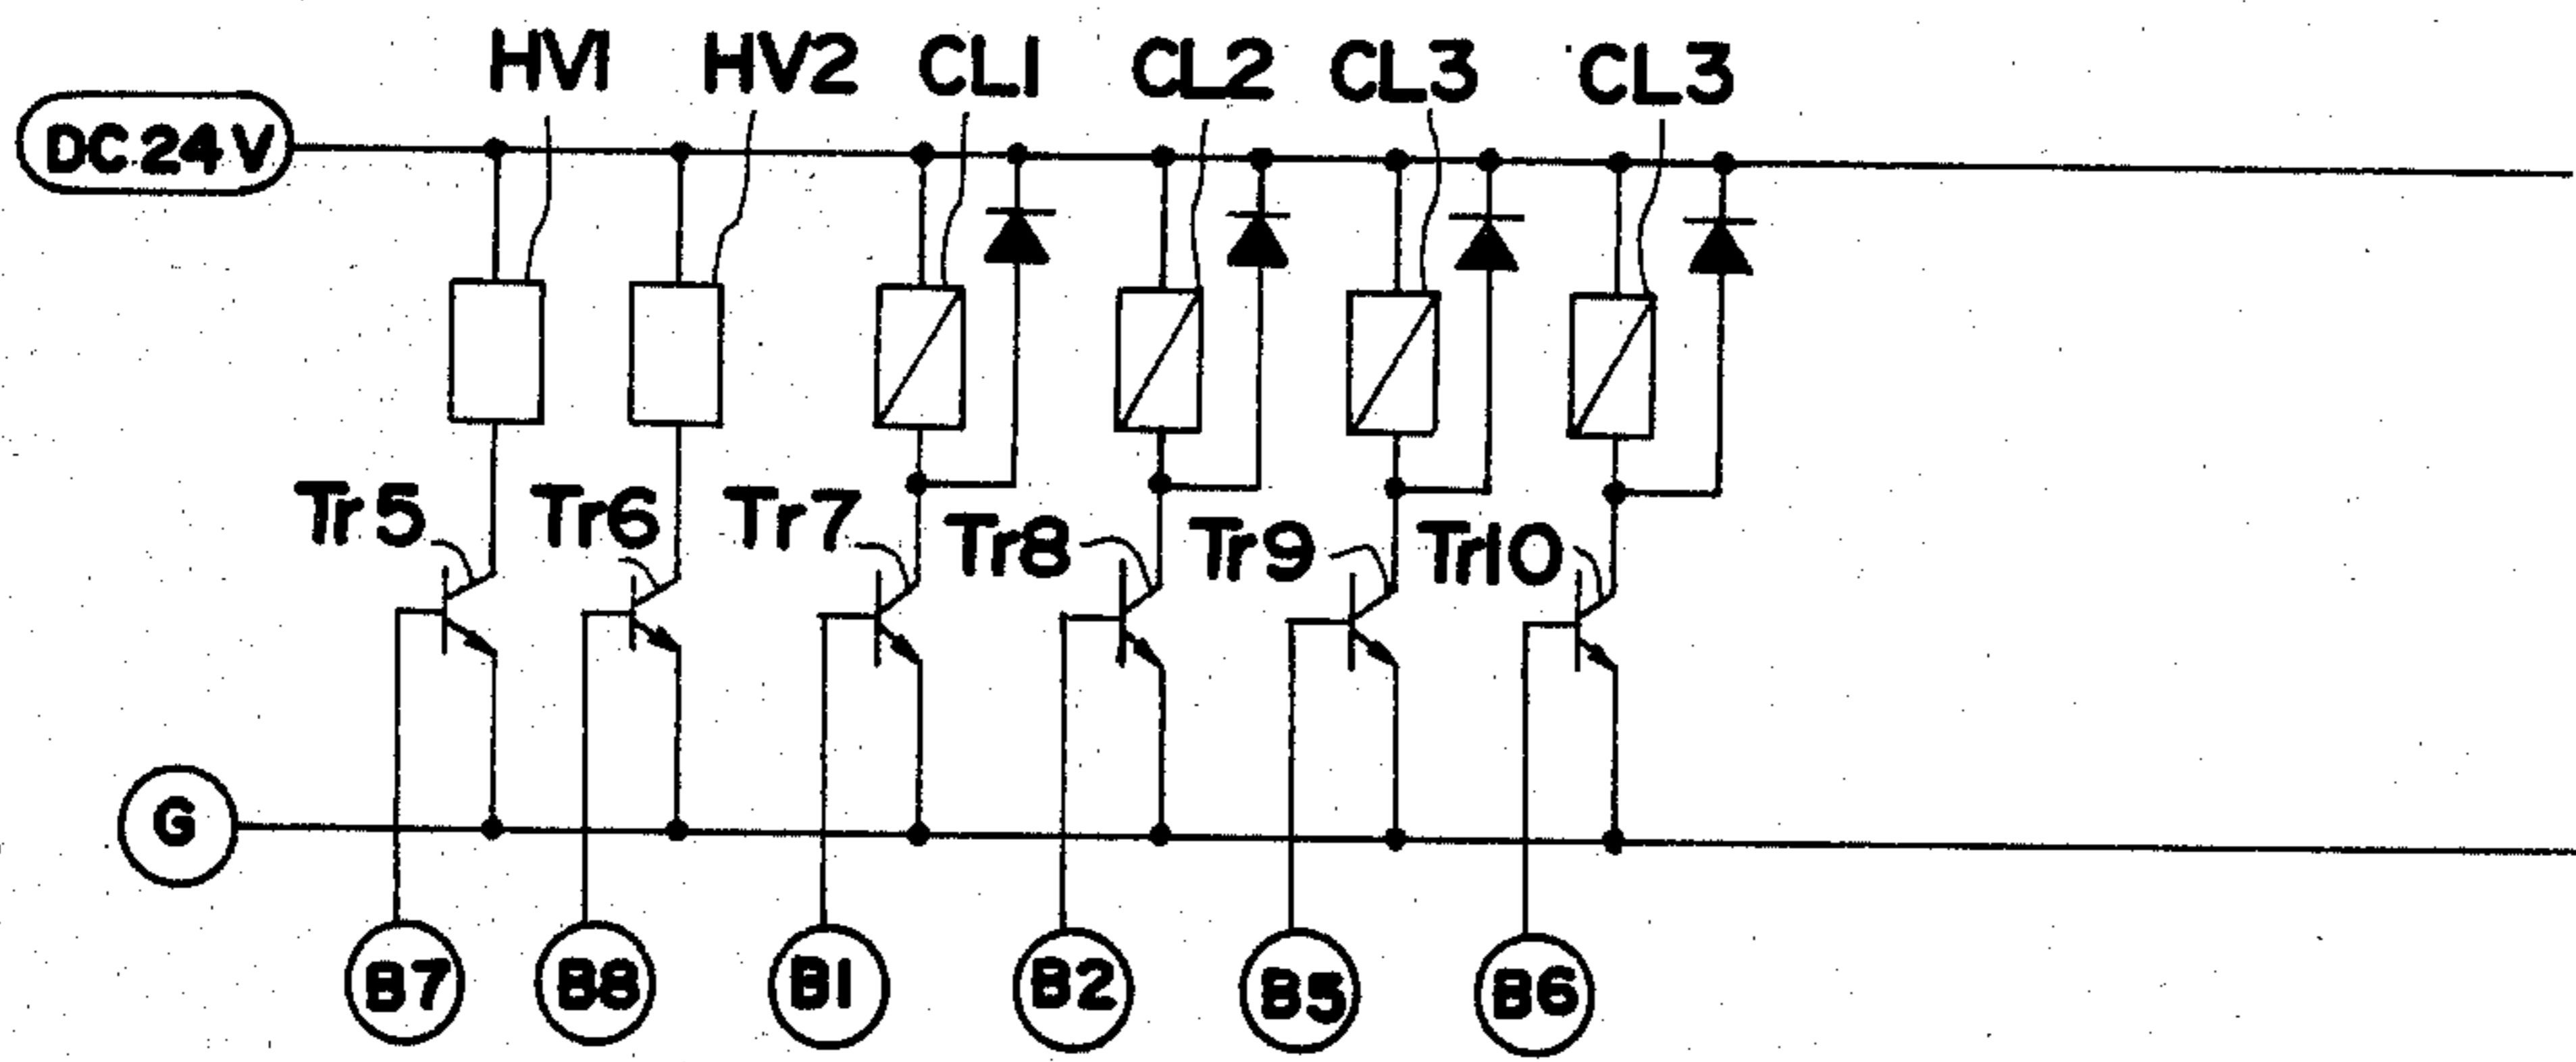 HV1 HV2 CL1 CL2 CL3 CL3
DC 24 V
Tr5 Tr6 Tr7 Tr8 Tr9 Tr10
G
B7 B8 B1 B2 B5 B6